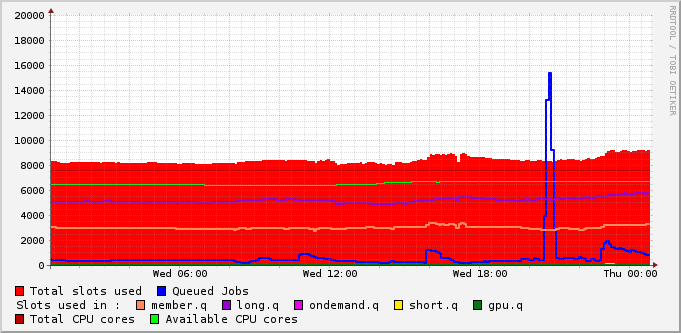 20000
18000
16000
14000
12000
10000
8000
6000
4000
2000
0
Wed 06:00 Wed 12:00 Wed 18:00 Thu 00:00
Total slots used Queued Jobs
Slots used in : member.q long.q ondemand.q short.q gpu.q
Total CPU cores Available CPU cores
RRDTOOL / TOBI OETIKER